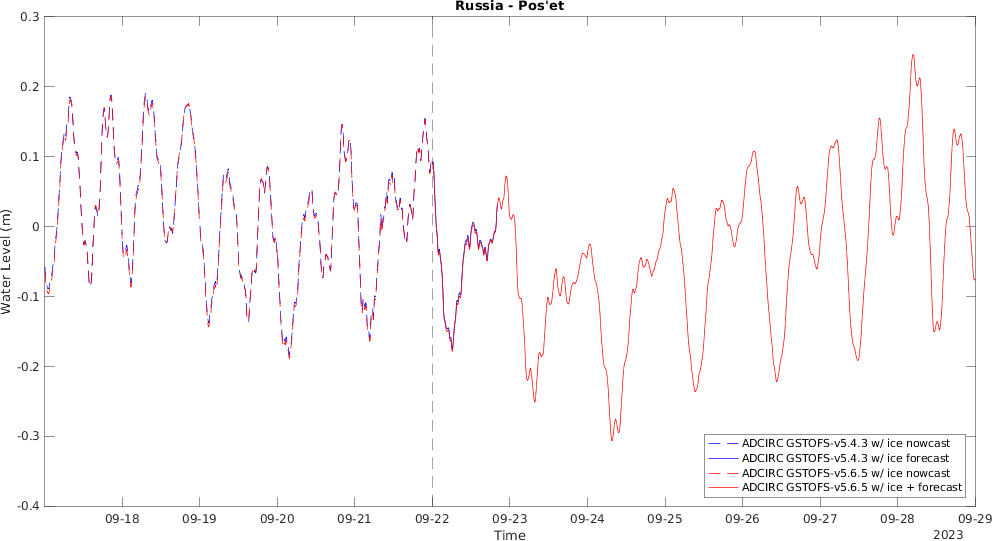 Russia - Pos'et
0.3
0.2
0.1
0
-0.1
-0.2
-0.3
-0.4
Water Level (m)
ADCIRC GSTOFS-v5.4.3 w/ ice nowcast
ADCIRC GSTOFS-v5.4.3 w/ ice forecast
ADCIRC GSTOFS-v5.6.5 w/ ice nowcast
ADCIRC GSTOFS-v5.6.5 w/ ice + forecast
09-18 09-19 09-20 09-21 09-22 09-23 09-24 09-25 09-26 09-27 09-28 09-29
Time
2023